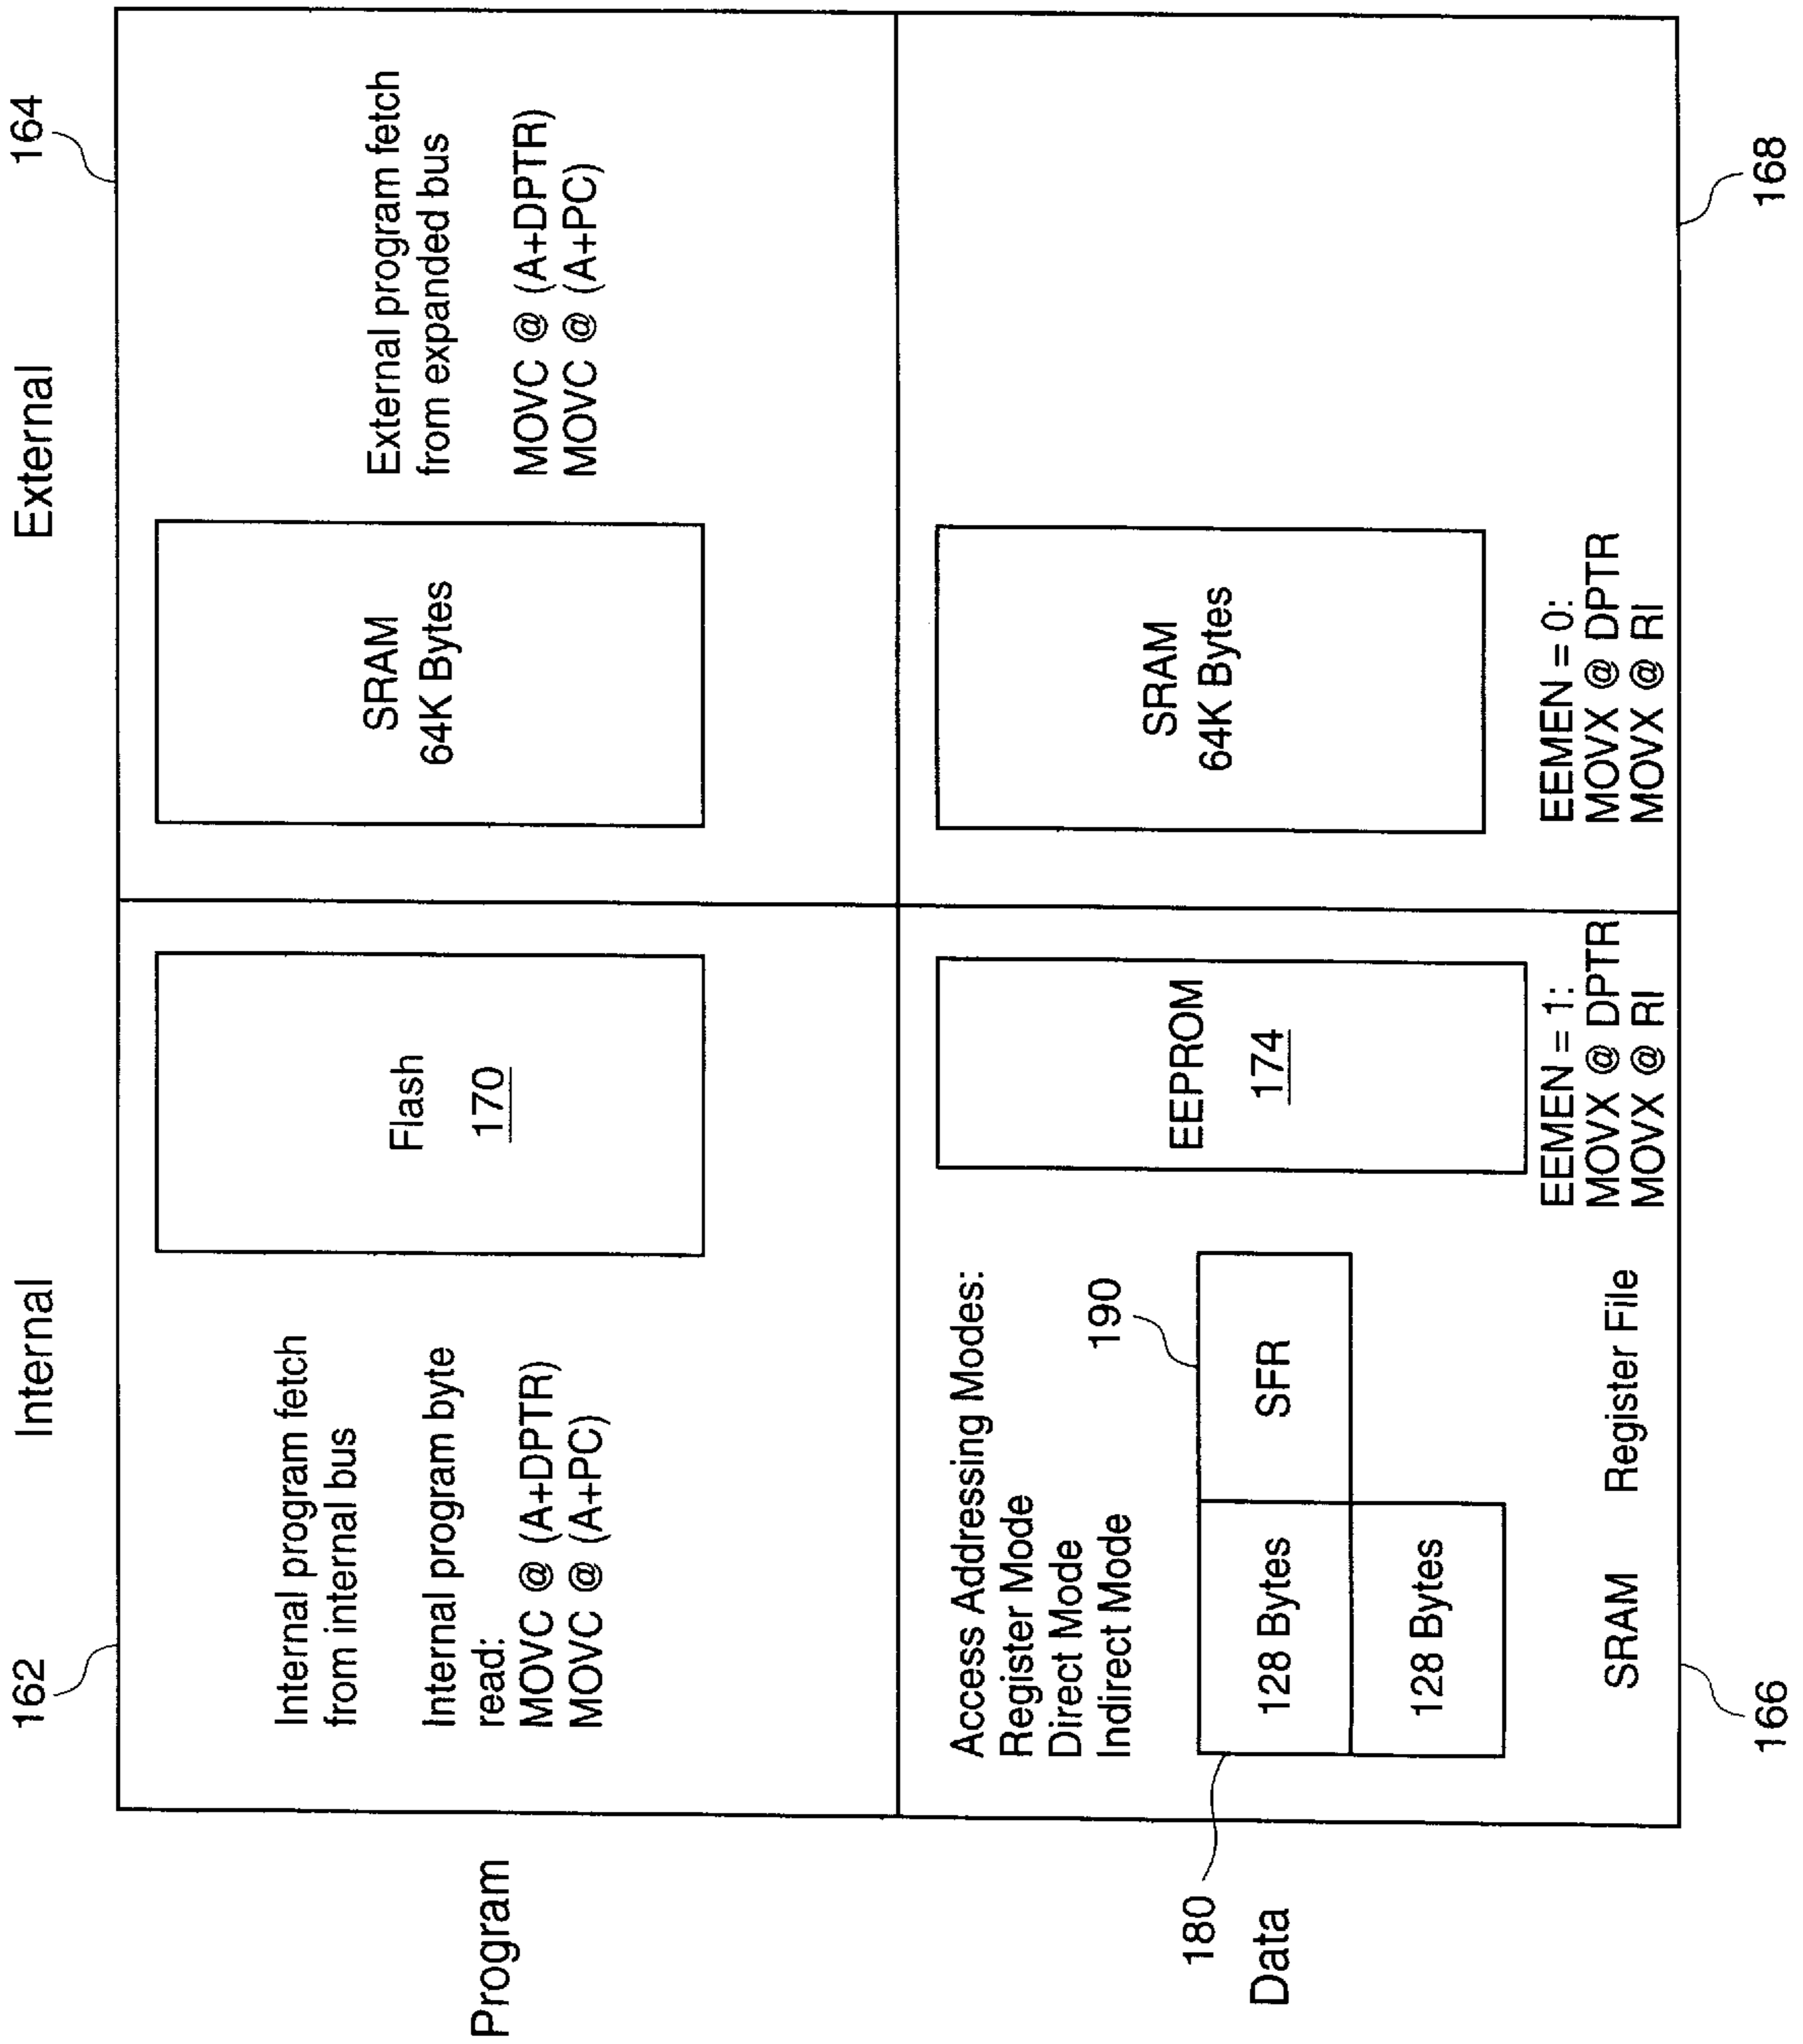 Internal
External
162
164
Program
Internal program fetch
from internal bus
Internal program byte
read:
MOVC @ (A+DPTR)
MOVC @ (A+PC)
Flash
170
SRAM
64K Bytes
External program fetch
from expanded bus
MOVC @ (A+DPTR)
MOVC @ (A+PC)
Data
Access Addressing Modes:
Register Mode
Direct Mode
Indirect Mode
180
190
128 Bytes
SFR
128 Bytes
SRAM
Register File
EEPROM
174
EEMEN = 1:
MOVX @ DPTR
MOVX @ RI
SRAM
64K Bytes
EEMEN = 0:
MOVX @ DPTR
MOVX @ RI
166
168